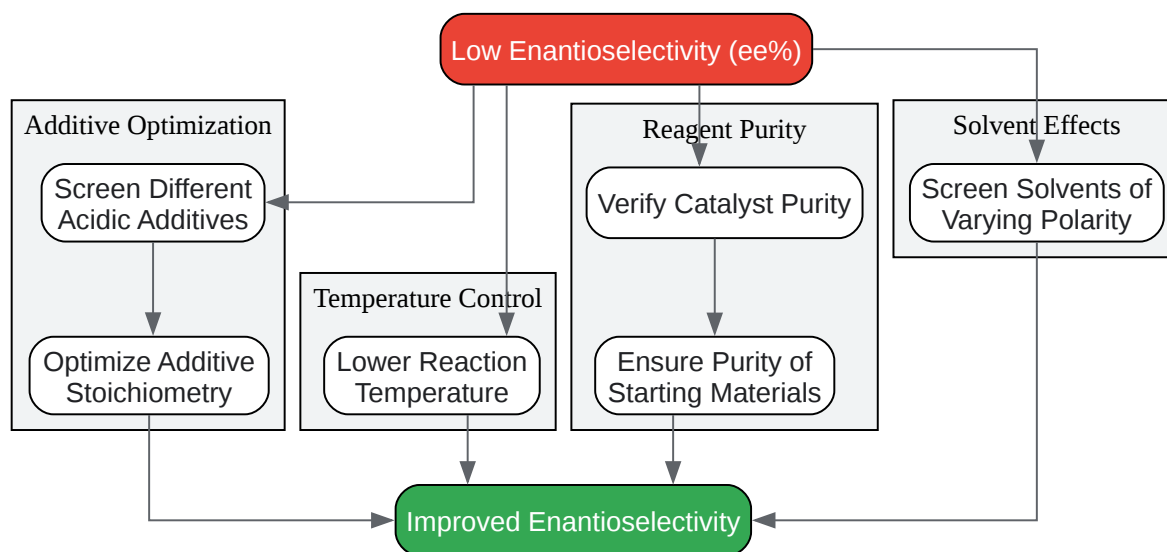 Low Enantioselectivity (ee%)
Additive Optimization
Screen Different
Acidic Additives
Optimize Additive
Stoichiometry
Temperature Control
Lower Reaction
Temperature
Reagent Purity
Verify Catalyst Purity
Ensure Purity of
Starting Materials
Solvent Effects
Screen Solvents of
Varying Polarity
Improved Enantioselectivity